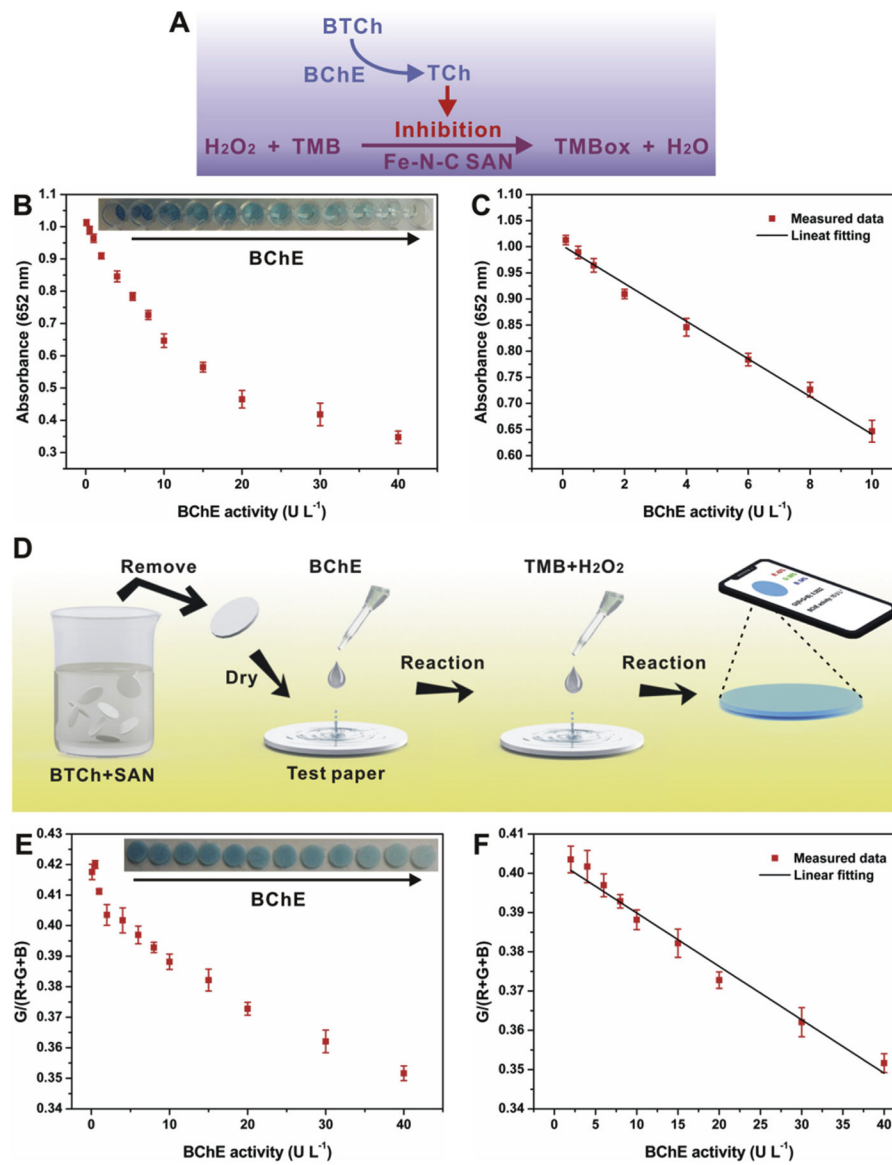 A
BTCh
BChE
TCh
Inhibition
H₂O₂ + TMB
TMBox + H₂O
Fe-N-C SAN
B
1.1
1.0
0.9
0.8
0.7
0.6
0.5
0.4
0.3
Absorbance (652 nm)
BChE
0 10 20 30 40
BChE activity (U L⁻¹)
C
1.10
1.05
1.00
0.95
0.90
0.85
0.80
0.75
0.70
0.65
0.60
Absorbance (652 nm)
Measured data
Lineat fitting
0 2 4 6 8 10
BChE activity (U L⁻¹)
D
Remove
BChE
TMB+H₂O₂
Dry
Reaction
Reaction
BTCh+SAN
Test paper
E
0.43
0.42
0.41
0.40
0.39
0.38
0.37
0.36
0.35
0.34
G/(R+G+B)
BChE
0 10 20 30 40
BChE activity (U L⁻¹)
F
0.41
0.40
0.39
0.38
0.37
0.36
0.35
0.34
G/(R+G+B)
Measured data
Linear fitting
0 5 10 15 20 25 30 35 40
BChE activity (U L⁻¹)